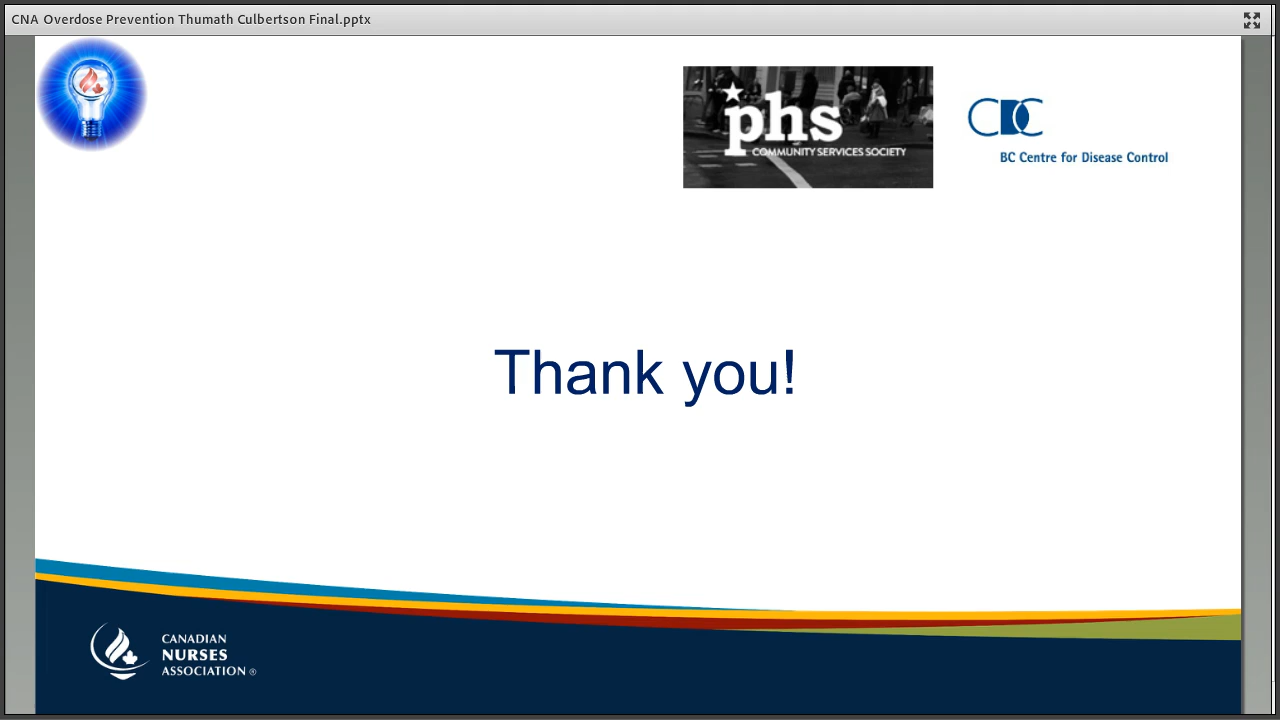 CNA Overdose Prevention Thumath Culbertson Final.pptx
phs
COMMUNITY SERVICES SOCIETY
CDC
BC Centre for Disease Control
Thank you!
CANADIAN
NURSES
ASSOCIATION ®